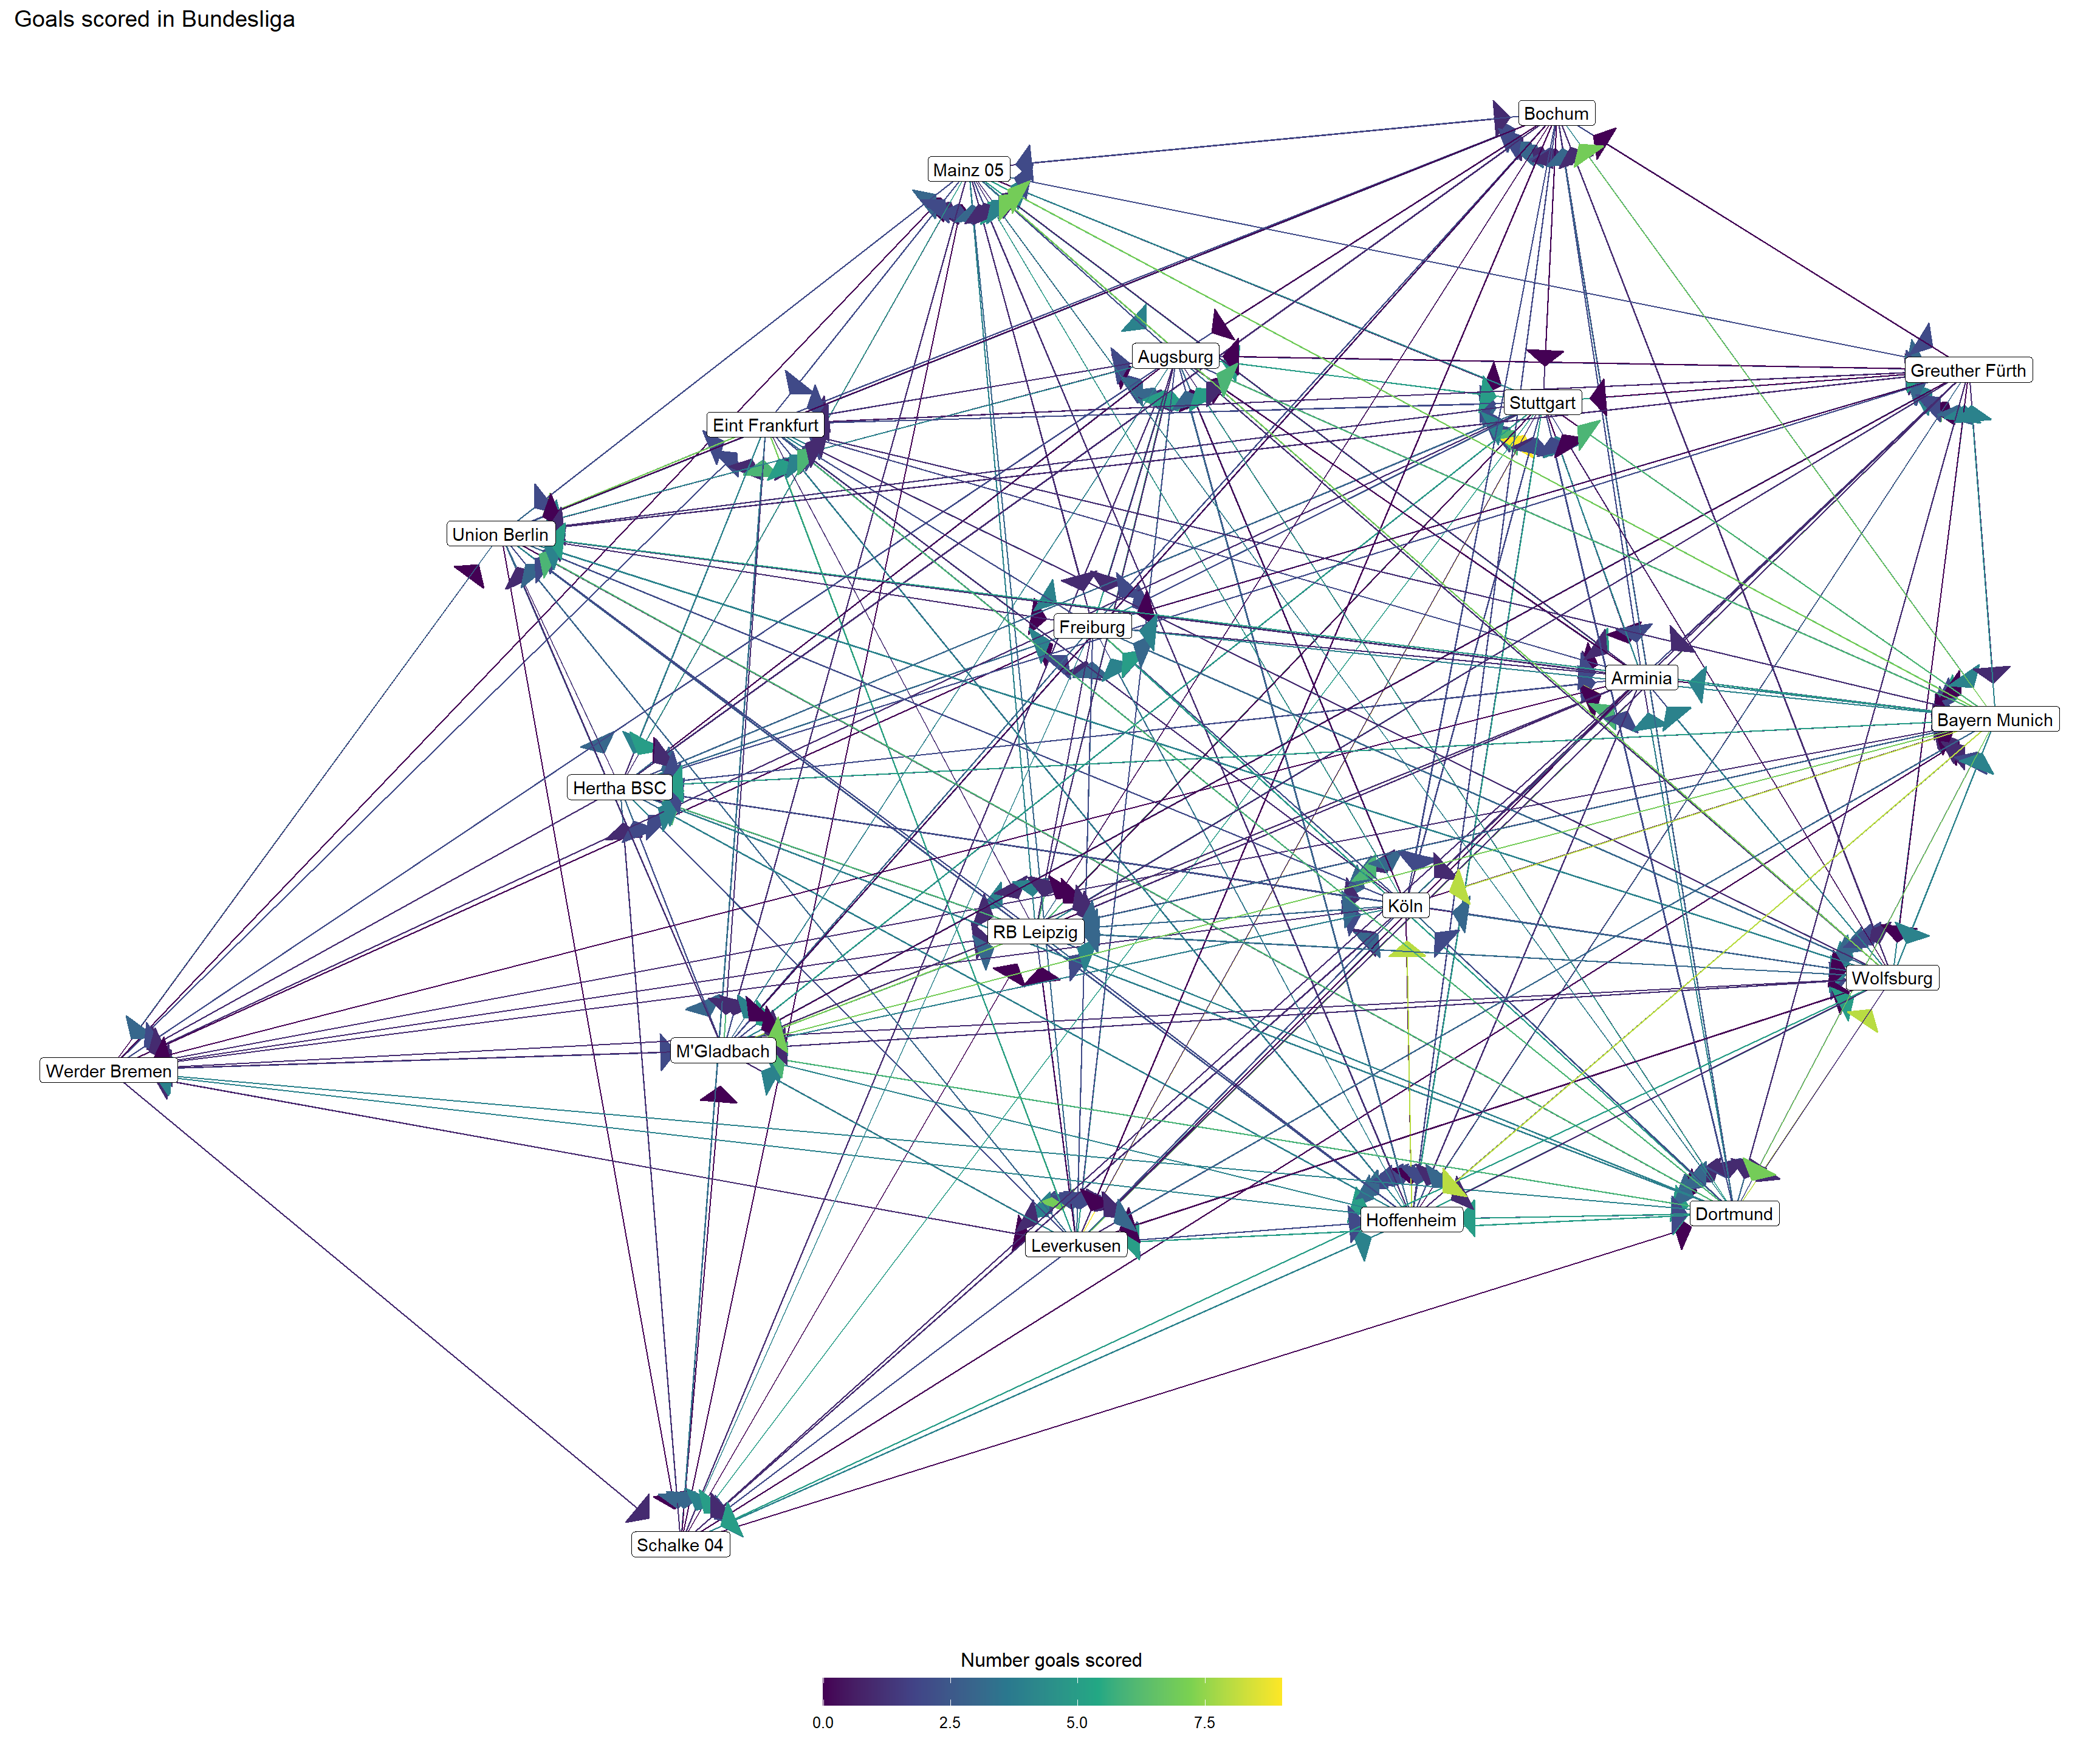 Goals scored in Bundesliga
Bochum
Mainz 05
Augsburg
Greuther Fürth
Stuttgart
Eint Frankfurt
Union Berlin
Freiburg
Arminia
Bayern Munich
Hertha BSC
Köln
RB Leipzig
Wolfsburg
M'Gladbach
Werder Bremen
Dortmund
Hoffenheim
Leverkusen
Schalke 04
Number goals scored
0.0 2.5 5.0 7.5